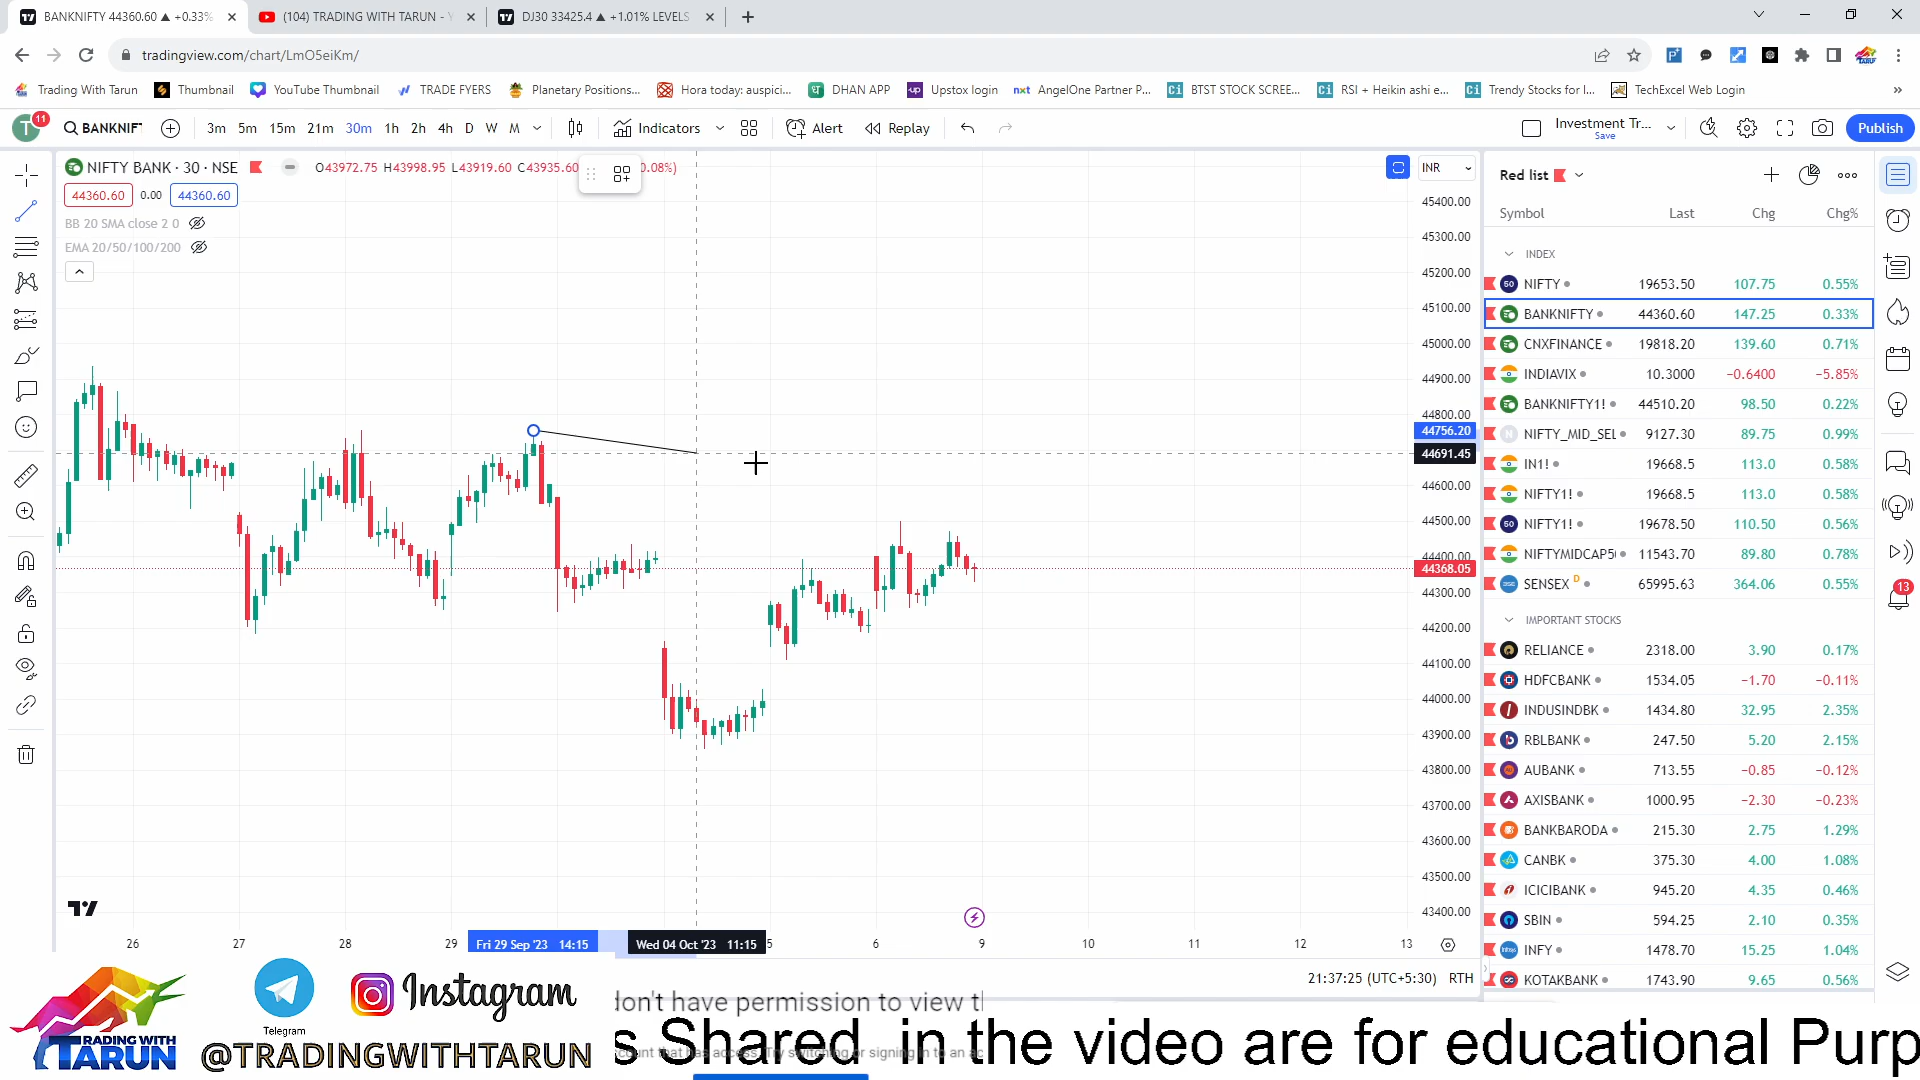 BANKNIFTY 44360.60 ▲ +0.33%
(104) TRADING WITH TARUN - Y
DJ30 33425.4 ▲ +1.01% LEVELS
tradingview.com/chart/LmO5eiKm/
Trading With Tarun
Thumbnail
YouTube Thumbnail
TRADE FYERS
Planetary Positions...
Hora today: auspici...
DHAN APP
Upstox login
AngelOne Partner P...
BTST STOCK SCREE...
RSI + Heikin ashi e...
Trendy Stocks for I...
TechExcel Web Login
T 11 BANKNIF 3m 5m 15m 21m 30m 1h 2h 4h D W M Indicators Alert Replay Investment Tr... Save Publish
NIFTY BANK · 30 · NSE O43972.75 H43998.95 L43919.60 C43935.60 0.08%)
44360.60 0.00 44360.60
BB 20 SMA close 2 0
EMA 20/50/100/200
INR
45400.00
45300.00
45200.00
45100.00
45000.00
44900.00
44800.00
44756.20
44691.45
44600.00
44500.00
44400.00
44368.05
44300.00
44200.00
44100.00
44000.00
43900.00
43800.00
43700.00
43600.00
43500.00
43400.00
26 27 28 29 Fri 29 Sep '23 14:15 Wed 04 Oct '23 11:15 5 6 9 10 11 12 13
21:37:25 (UTC+5:30) RTH
Red list
Symbol Last Chg Chg%
INDEX
NIFTY 19653.50 107.75 0.55%
BANKNIFTY 44360.60 147.25 0.33%
CNXFINANCE 19818.20 139.60 0.71%
INDIAVIX 10.3000 −0.6400 −5.85%
BANKNIFTY1! 44510.20 98.50 0.22%
NIFTY_MID_SEL 9127.30 89.75 0.99%
IN1! 19668.5 113.0 0.58%
NIFTY1! 19668.5 113.0 0.58%
NIFTY1! 19678.50 110.50 0.56%
NIFTYMIDCAP5 11543.70 89.80 0.78%
SENSEX D 65995.63 364.06 0.55%
IMPORTANT STOCKS
RELIANCE 2318.00 3.90 0.17%
HDFCBANK 1534.05 −1.70 −0.11%
INDUSINDBK 1434.80 32.95 2.35%
RBLBANK 247.50 5.20 2.15%
AUBANK 713.55 −0.85 −0.12%
AXISBANK 1000.95 −2.30 −0.23%
BANKBARODA 215.30 2.75 1.29%
CANBK 375.30 4.00 1.08%
ICICIBANK 945.20 4.35 0.46%
SBIN 594.25 2.10 0.35%
INFY 1478.70 15.25 1.04%
KOTAKBANK 1743.90 9.65 0.56%
13
TRADING WITH
TARUN
Telegram
Instagram
@TRADINGWITHTARUN
don't have permission to view tl
s Shared in the video are for educational Purp